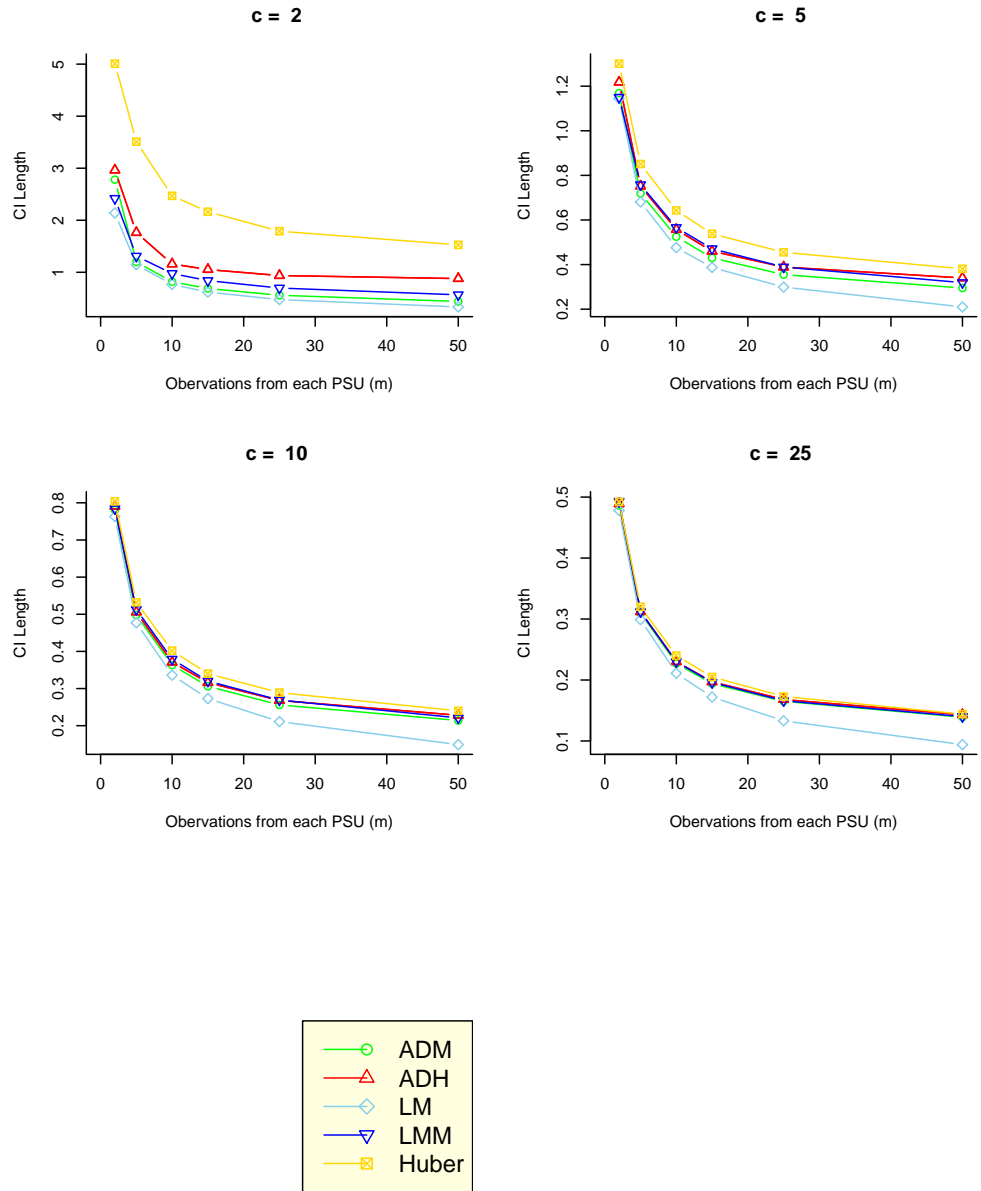 c = 2
CI Length
5
4
3
2
1
0 10 20 30 40 50
Obervations from each PSU (m)
c = 5
CI Length
1.2
1.0
0.8
0.6
0.4
0.2
0 10 20 30 40 50
Obervations from each PSU (m)
c = 10
CI Length
0.8
0.7
0.6
0.5
0.4
0.3
0.2
0 10 20 30 40 50
Obervations from each PSU (m)
c = 25
CI Length
0.5
0.4
0.3
0.2
0.1
0 10 20 30 40 50
Obervations from each PSU (m)
ADM
ADH
LM
LMM
Huber